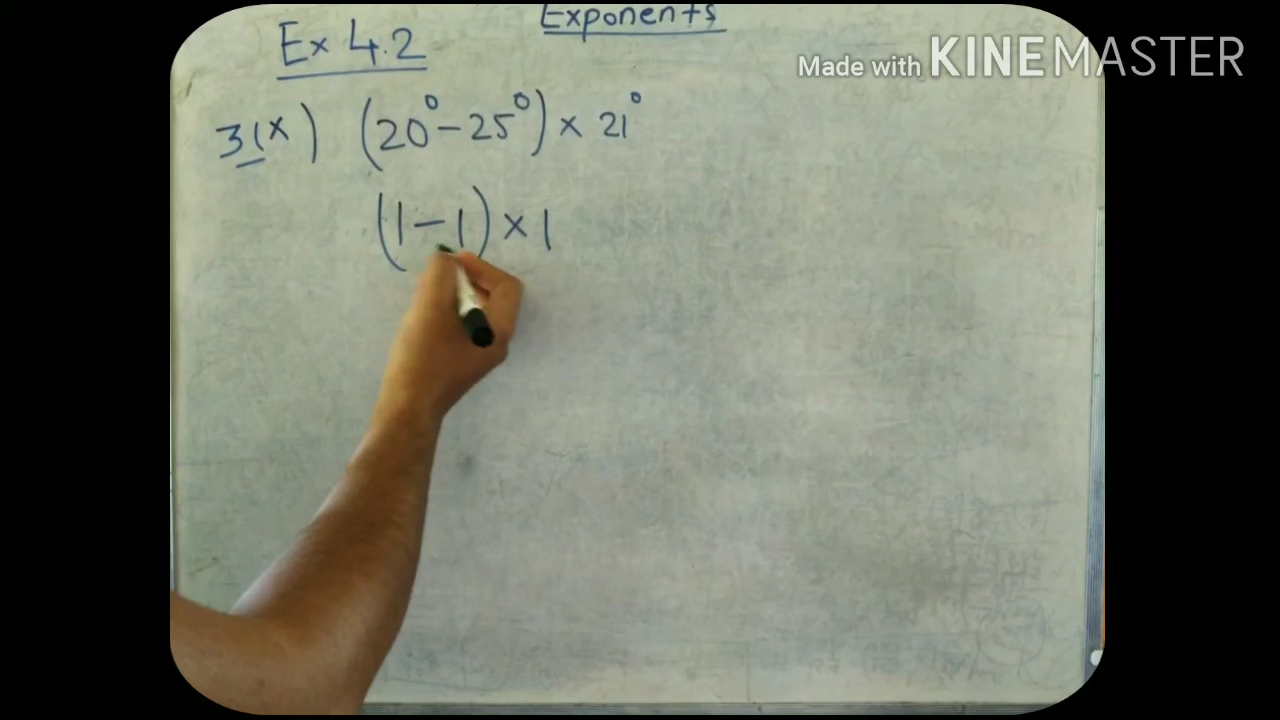 Exponents
Ex 4.2
Made with KINEMASTER
31(x) (20⁰ – 25⁰) × 21⁰
(1 – 1) × 1